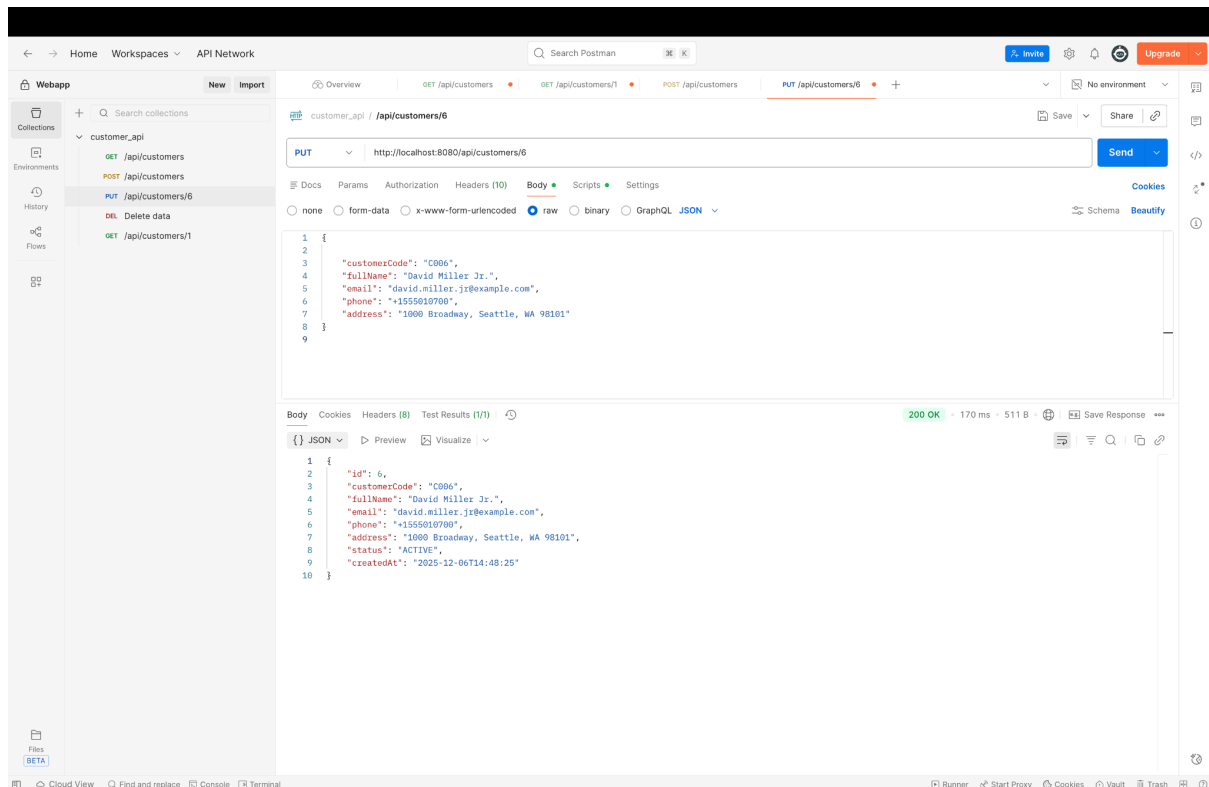 ← → Home Workspaces API Network Search Postman ⌘ K Invite Upgrade
Webapp New Import Overview GET /api/customers GET /api/customers/1 POST /api/customers PUT /api/customers/6 + No environment
Collections
Environments
History
Flows
Files
BETA
+ Search collections
customer_api
GET /api/customers
POST /api/customers
PUT /api/customers/6
DEL Delete data
GET /api/customers/1
HTTP customer_api / /api/customers/6 Save Share
PUT http://localhost:8080/api/customers/6 Send
Docs Params Authorization Headers (10) Body Scripts Settings Cookies
none form-data x-www-form-urlencoded raw binary GraphQL JSON Schema Beautify
1 {
2
3 "customerCode": "C006",
4 "fullName": "David Miller Jr.",
5 "email": "david.miller.jr@example.com",
6 "phone": "+1555010700",
7 "address": "1000 Broadway, Seattle, WA 98101"
8 }
9
Body Cookies Headers (8) Test Results (1/1) 200 OK • 170 ms • 511 B • Save Response
{} JSON Preview Visualize
1 {
2 "id": 6,
3 "customerCode": "C006",
4 "fullName": "David Miller Jr.",
5 "email": "david.miller.jr@example.com",
6 "phone": "+1555010700",
7 "address": "1000 Broadway, Seattle, WA 98101",
8 "status": "ACTIVE",
9 "createdAt": "2025-12-06T14:48:25"
10 }
Cloud View Find and replace Console Terminal Runner Start Proxy Cookies Vault Trash